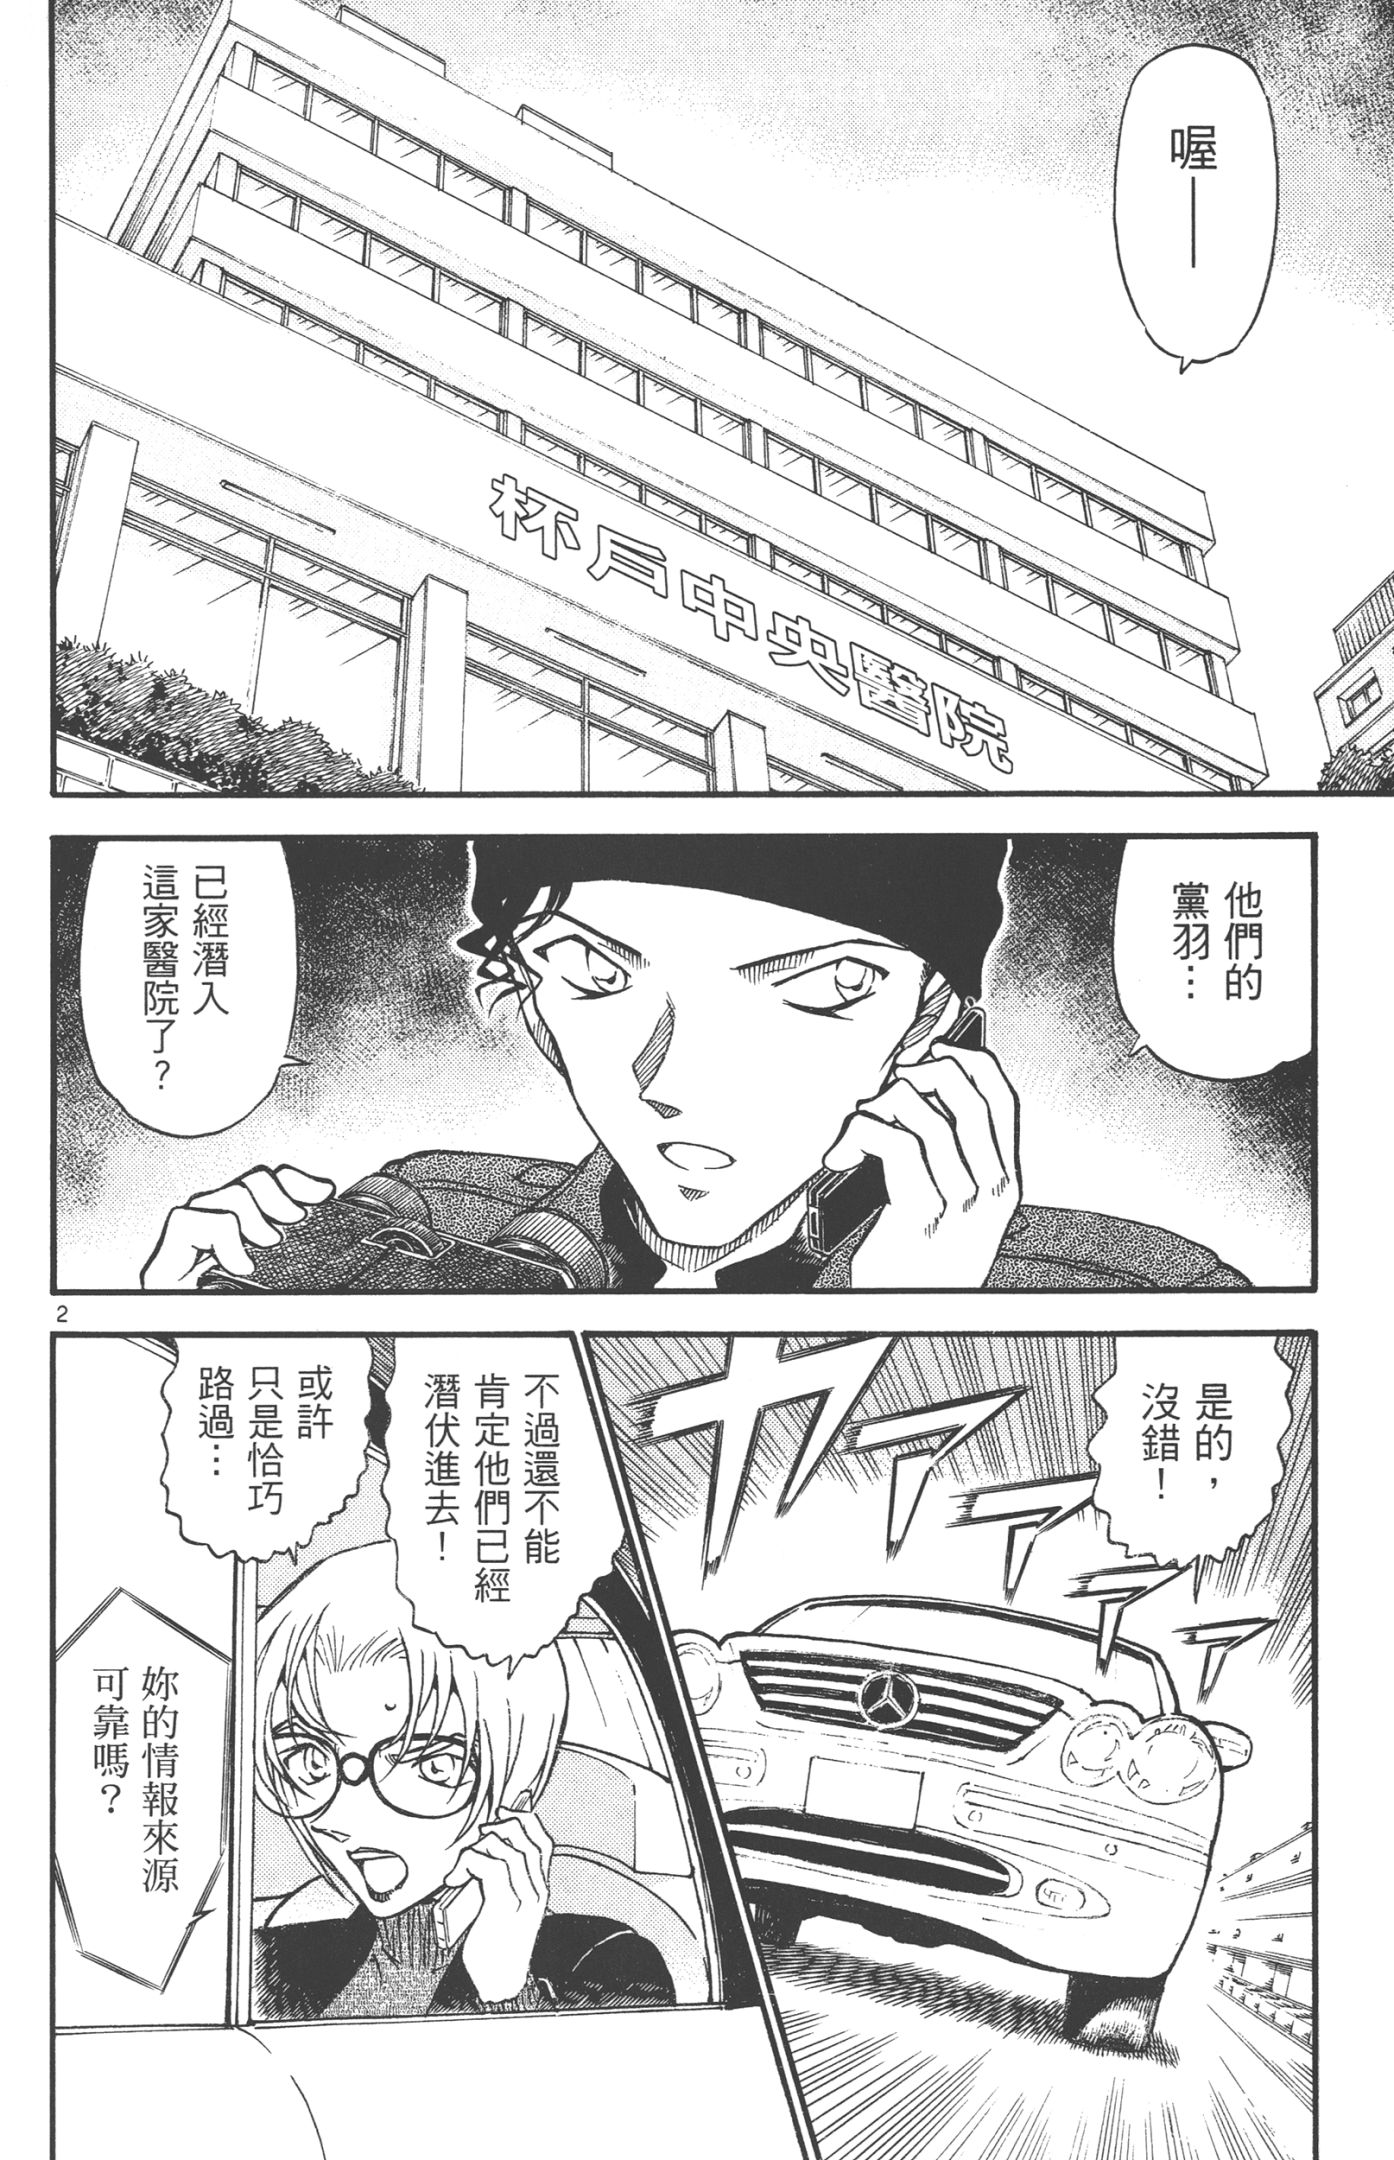 喔——
杯戶中央醫院
他們的
黨羽…
已經潛入
這家醫院了？
2
是的，
沒錯！
不過還不能
肯定他們已經
潛伏進去！
或許
只是恰巧
路過…
妳的情報來源
可靠嗎？